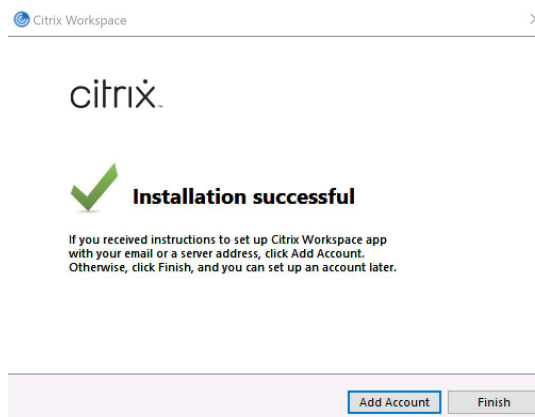 Citrix Workspace
citrix™
Installation successful
If you received instructions to set up Citrix Workspace app
with your email or a server address, click Add Account.
Otherwise, click Finish, and you can set up an account later.
Add Account Finish